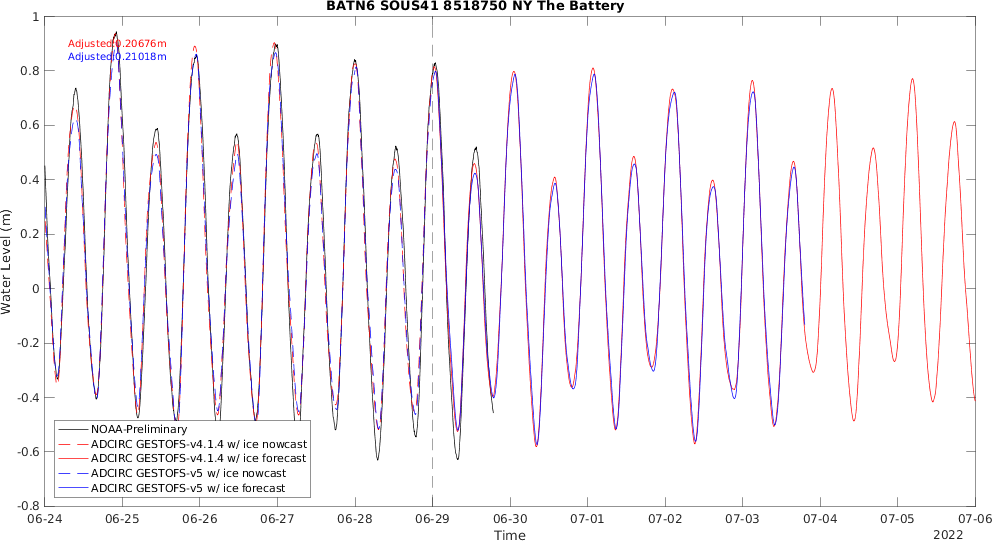 BATN6 SOUS41 8518750 NY The Battery
Adjusted:0.20676m
Adjusted:0.21018m
Water Level (m)
1
0.8
0.6
0.4
0.2
0
-0.2
-0.4
-0.6
-0.8
NOAA-Preliminary
ADCIRC GESTOFS-v4.1.4 w/ ice nowcast
ADCIRC GESTOFS-v4.1.4 w/ ice forecast
ADCIRC GESTOFS-v5 w/ ice nowcast
ADCIRC GESTOFS-v5 w/ ice forecast
06-24 06-25 06-26 06-27 06-28 06-29 06-30 07-01 07-02 07-03 07-04 07-05 07-06
Time
2022